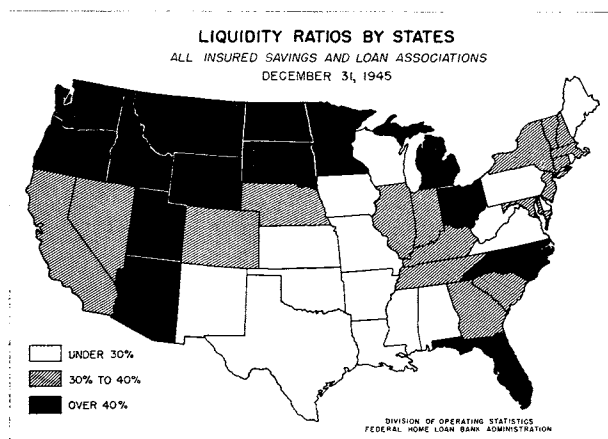 LIQUIDITY RATIOS BY STATES
ALL INSURED SAVINGS AND LOAN ASSOCIATIONS
DECEMBER 31, 1945
UNDER 30%
30% TO 40%
OVER 40%
DIVISION OF OPERATING STATISTICS
FEDERAL HOME LOAN BANK ADMINISTRATION